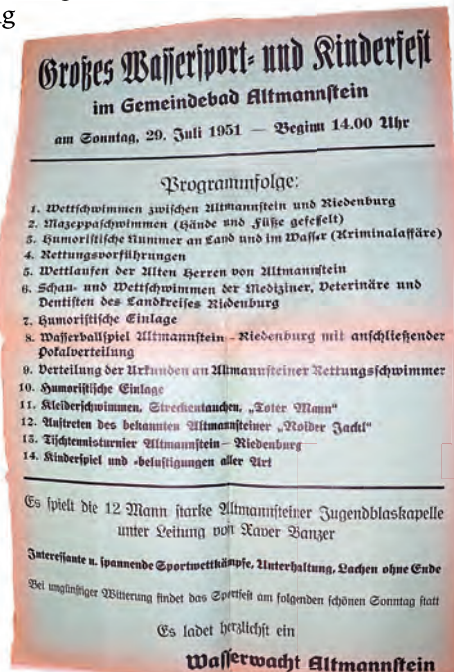 g
Großes Wassersport- und Kinderfest
im Gemeindebad Altmannstein
am Sonntag, 29. Juli 1951 — Beginn 14.00 Uhr
Programmfolge:
1. Wettschwimmen zwischen Altmannstein und Riedenburg
2. Mazeppaschwimmen (Hände und Füße gefesselt)
3. Humoristische Nummer an Land und im Wasser (Kriminalaffäre)
4. Rettungsvorführungen
5. Wettlaufen der Alten Herren von Altmannstein
6. Schau- und Wettschwimmen der Mediziner, Veterinäre und
Dentisten des Landkreises Riedenburg
7. Humoristische Einlage
8. Wasserballspiel Altmannstein - Riedenburg mit anschließender
Pokalverteilung
9. Verteilung der Urkunden an Altmannsteiner Rettungsschwimmer
10. Humoristische Einlage
11. Kleiderschwimmen, Streckentauchen, „Toter Mann"
12. Auftreten des bekannten Altmannsteiner „Roider Jackl"
13. Tischtennisturnier Altmannstein – Riedenburg
14. Kinderspiel und -belustigungen aller Art
Es spielt die 12 Mann starke Altmannsteiner Jugendblaskapelle
unter Leitung von Xaver Banzer
Interessante u. spannende Sportwettkämpfe, Unterhaltung, Lachen ohne Ende
Bei ungünstiger Witterung findet das Sportfest am folgenden schönen Sonntag statt
Es ladet herzlichst ein
Wasserwacht Altmannstein